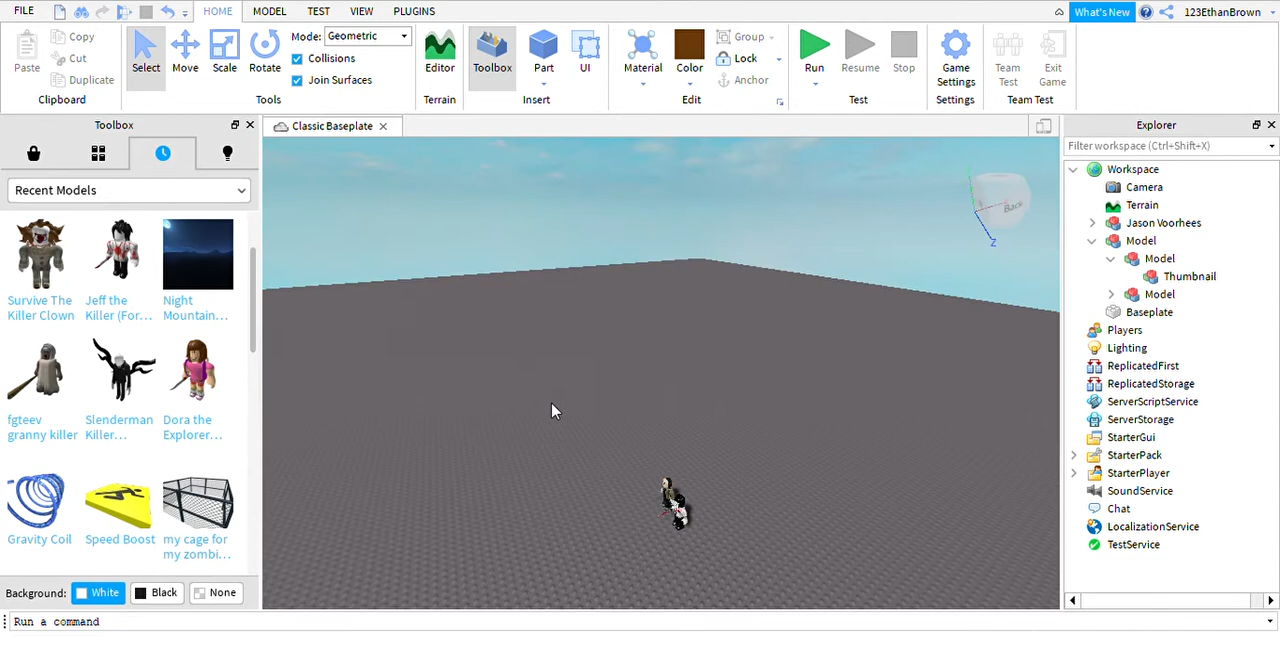 FILE HOME MODEL TEST VIEW PLUGINS What's New 123EthanBrown
Paste Copy Cut Duplicate Clipboard
Select Move Scale Rotate Mode: Geometric Collisions Join Surfaces Tools
Editor Terrain
Toolbox Part UI Insert
Material Color Group Lock Anchor Edit
Run Resume Stop Test
Game Settings Settings
Team Test Exit Game Team Test
Toolbox
Recent Models
Survive The Killer Clown
Jeff the Killer (For...
Night Mountain...
fgteev granny killer
Slenderman Killer...
Dora the Explorer...
Gravity Coil
Speed Boost
my cage for my zombi...
Background: White Black None
Classic Baseplate
Back
Z
Explorer
Filter workspace (Ctrl+Shift+X)
Workspace
Camera
Terrain
Jason Voorhees
Model
Model
Thumbnail
Model
Baseplate
Players
Lighting
ReplicatedFirst
ReplicatedStorage
ServerScriptService
ServerStorage
StarterGui
StarterPack
StarterPlayer
SoundService
Chat
LocalizationService
TestService
Run a command